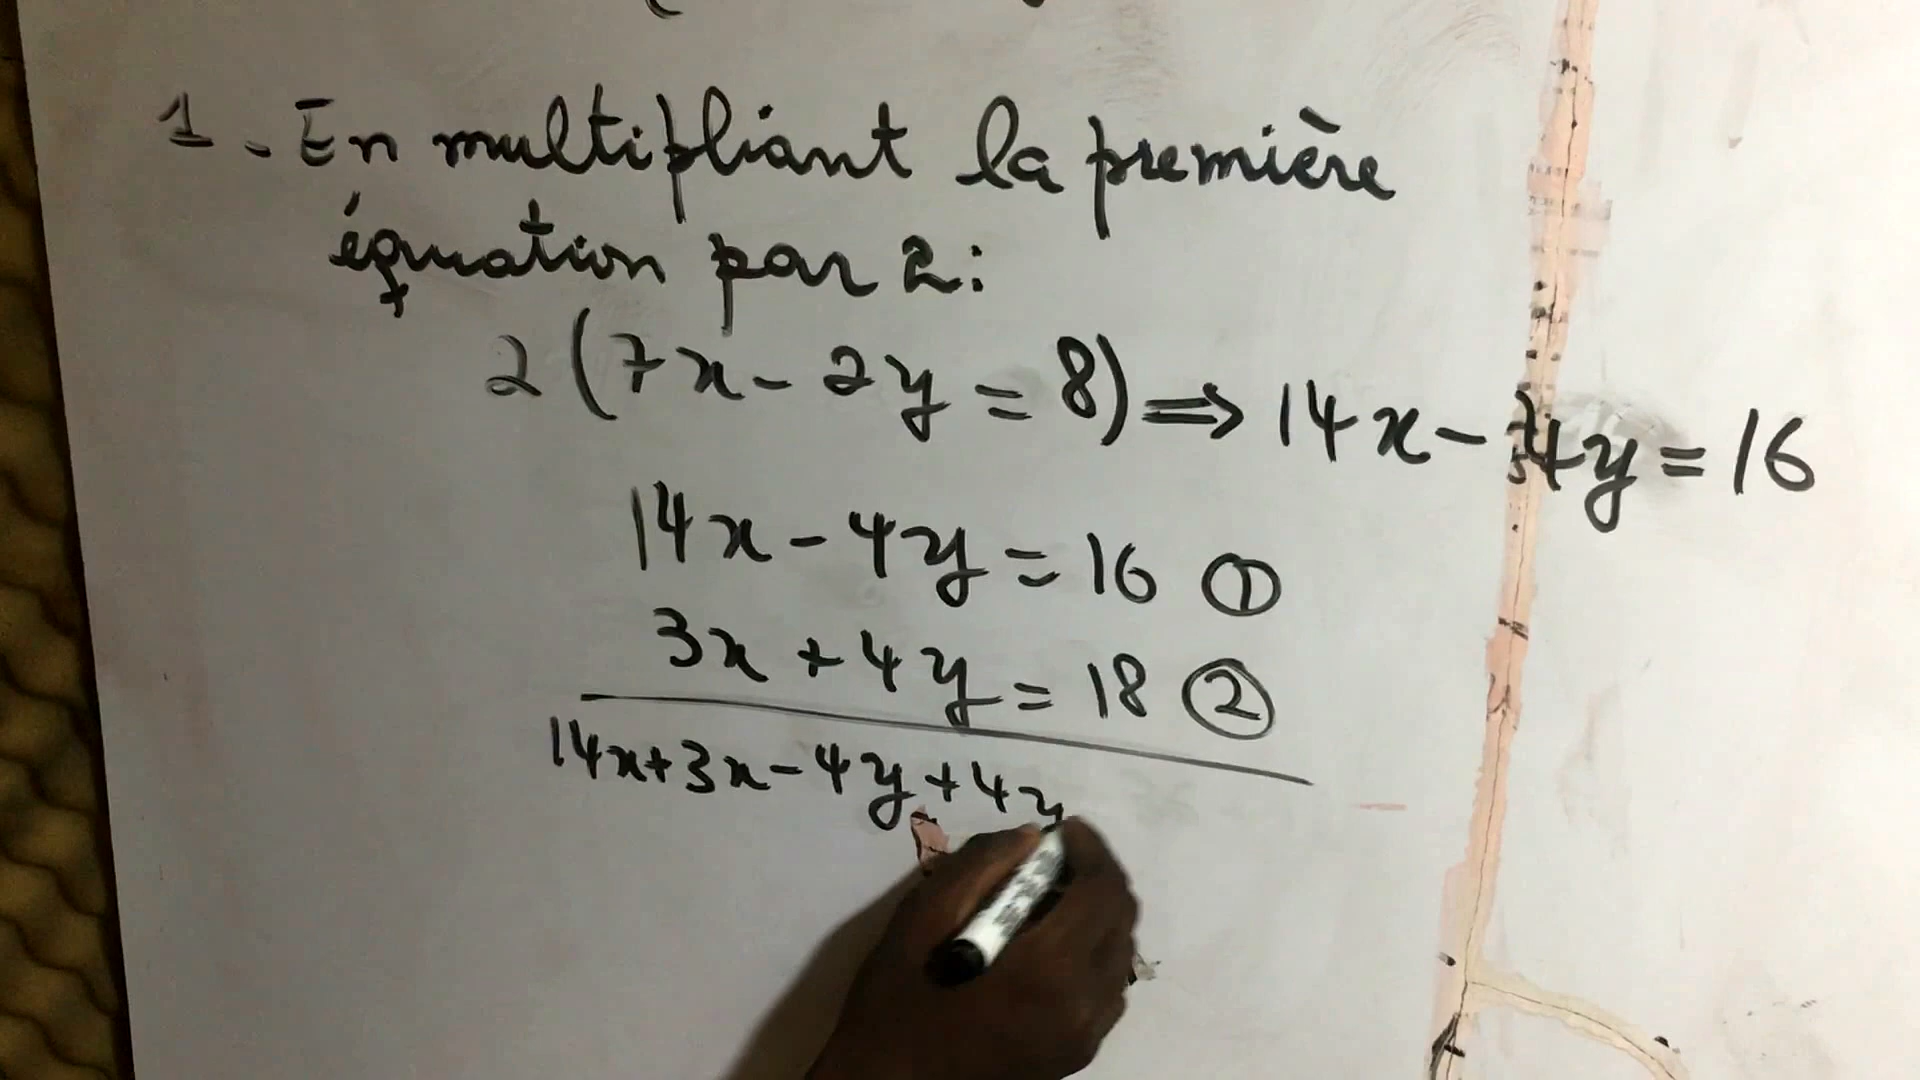 1 - En multipliant la première
équation par 2:
2 (7x - 2y = 8) ⇒ 14x - 4y = 16
14x - 4y = 16 ①
3x + 4y = 18 ②
14x + 3x - 4y + 4y